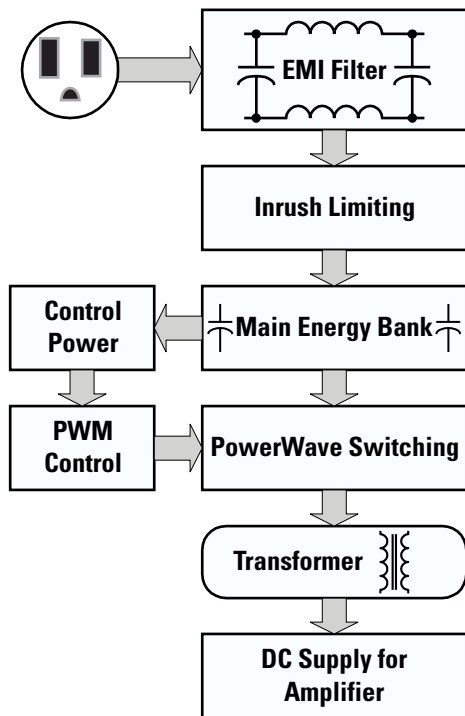 EMI Filter
Inrush Limiting
Main Energy Bank
Control
Power
PWM
Control
PowerWave Switching
Transformer
DC Supply for
Amplifier